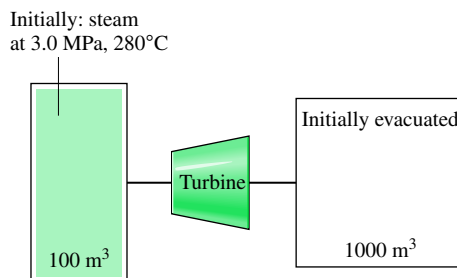 Initially: steam
at 3.0 MPa, 280°C
Initially evacuated
Turbine
100 m³
1000 m³